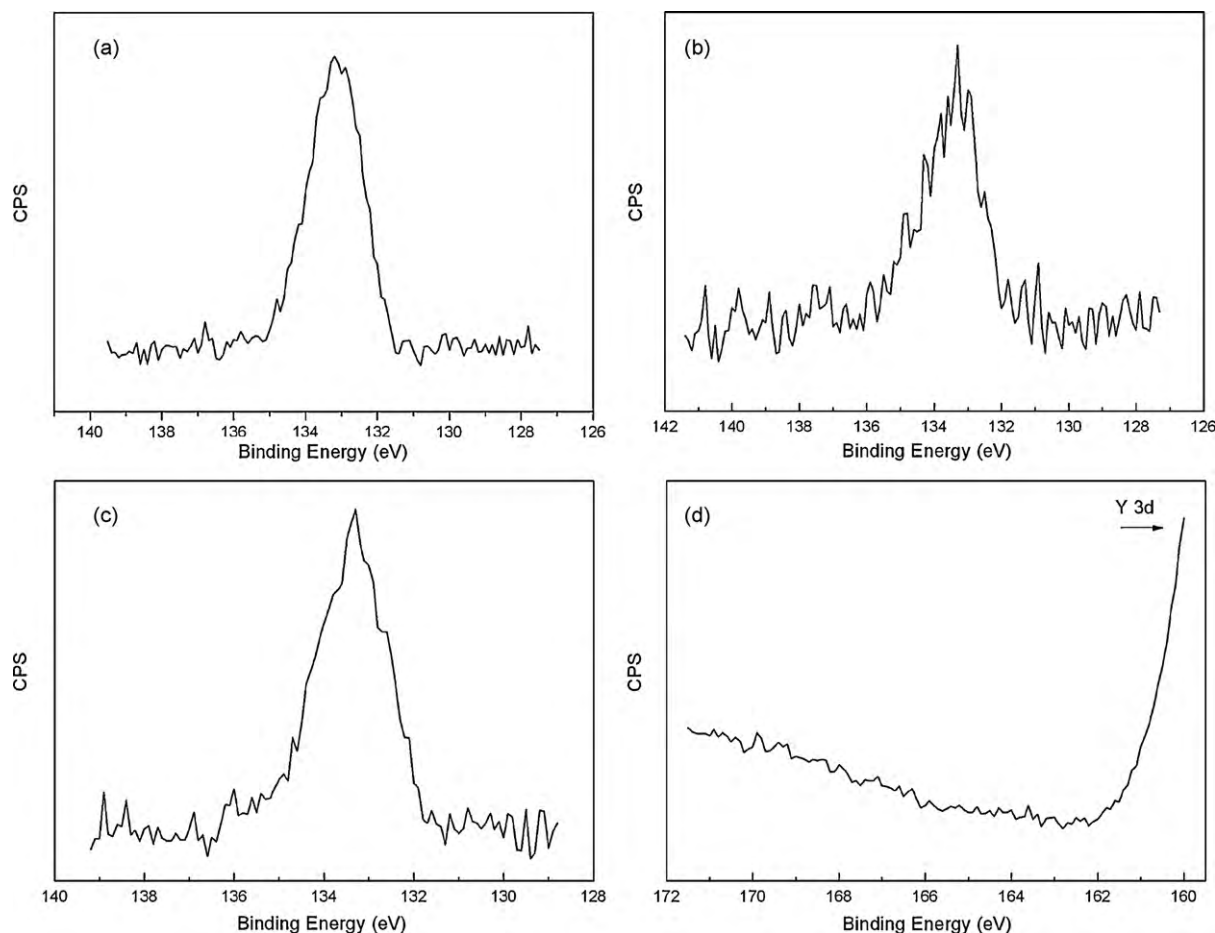 (a)
CPS
140 138 136 134 132 130 128 126
Binding Energy (eV)
(b)
CPS
142 140 138 136 134 132 130 128 126
Binding Energy (eV)
(c)
CPS
140 138 136 134 132 130 128
Binding Energy (eV)
(d)
Y 3d
CPS
172 170 168 166 164 162 160
Binding Energy (eV)